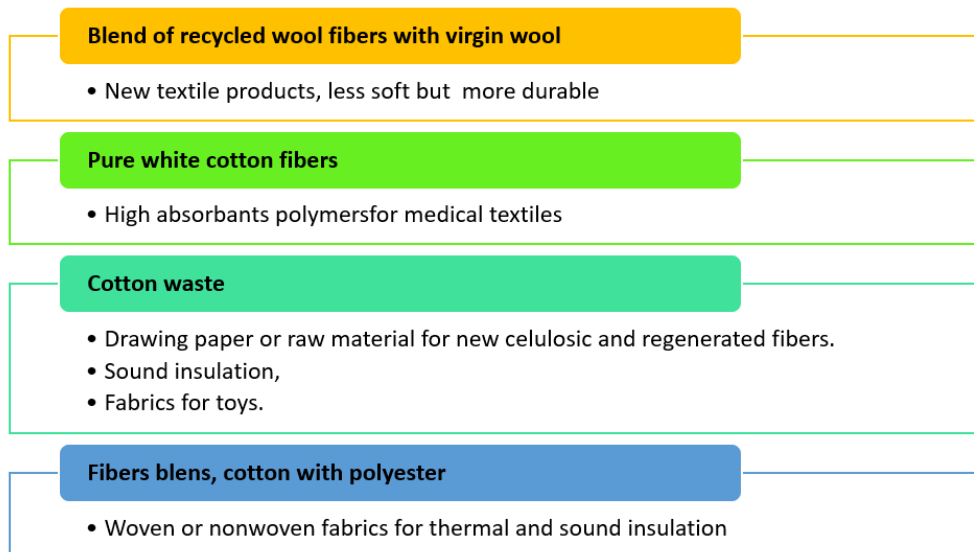 Blend of recycled wool fibers with virgin wool
• New textile products, less soft but  more durable
Pure white cotton fibers
• High absorbants polymersfor medical textiles
Cotton waste
• Drawing paper or raw material for new celulosic and regenerated fibers.
• Sound insulation,
• Fabrics for toys.
Fibers blens, cotton with polyester
• Woven or nonwoven fabrics for thermal and sound insulation